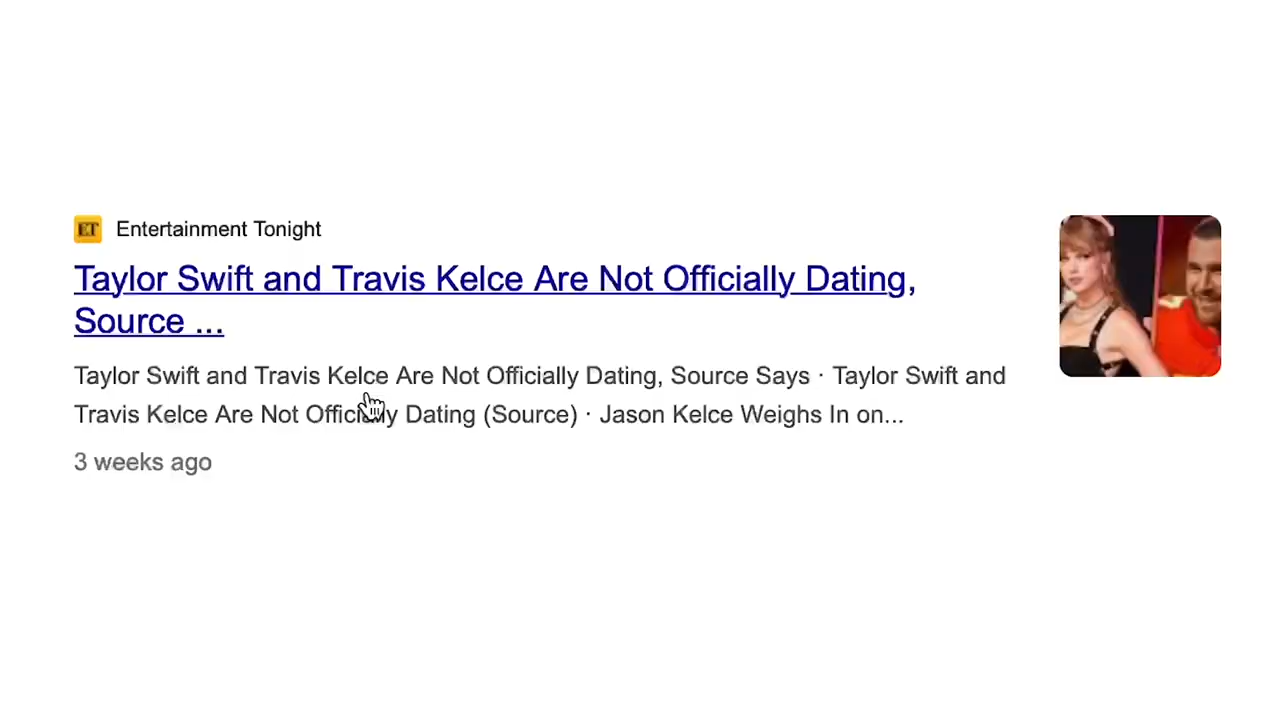 ET Entertainment Tonight
Taylor Swift and Travis Kelce Are Not Officially Dating,
Source ...
Taylor Swift and Travis Kelce Are Not Officially Dating, Source Says · Taylor Swift and
Travis Kelce Are Not Officially Dating (Source) · Jason Kelce Weighs In on...
3 weeks ago